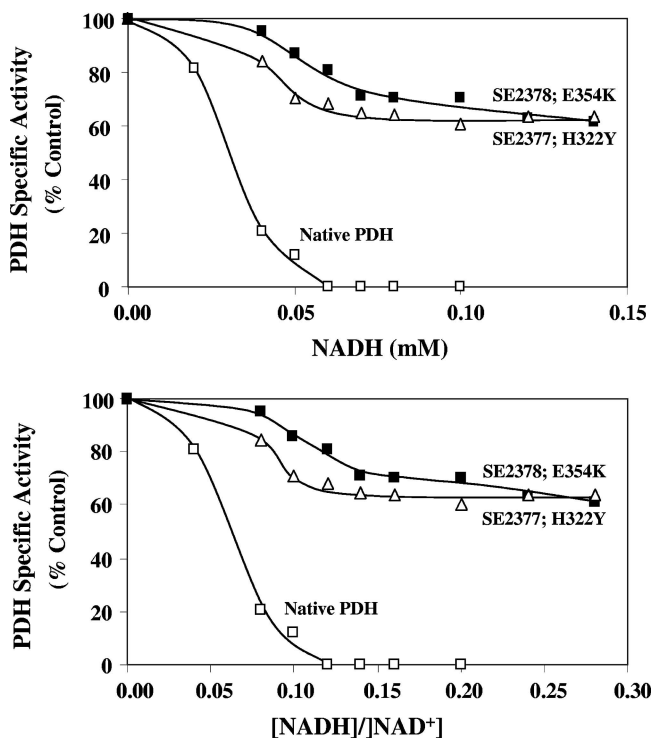 100
80
60
40
20
0
PDH Specific Activity
(% Control)
SE2378; E354K
SE2377; H322Y
Native PDH
0.00 0.05 0.10 0.15
NADH (mM)
100
80
60
40
20
0
PDH Specific Activity
(% Control)
SE2378; E354K
SE2377; H322Y
Native PDH
0.00 0.05 0.10 0.15 0.20 0.25 0.30
[NADH]/]NAD⁺]